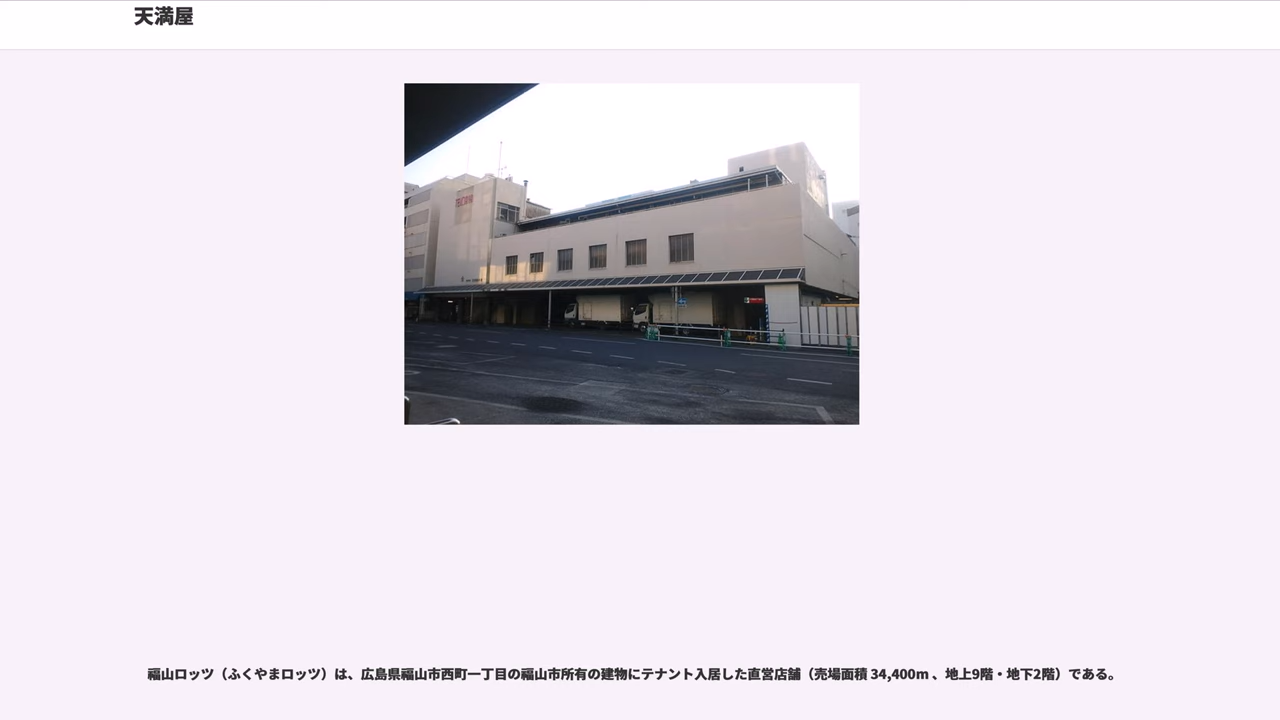 天満屋
福山ロッツ（ふくやまロッツ）は、広島県福山市西町一丁目の福山市所有の建物にテナント入居した直営店舗（売場面積 34,400m 、地上9階・地下2階）である。